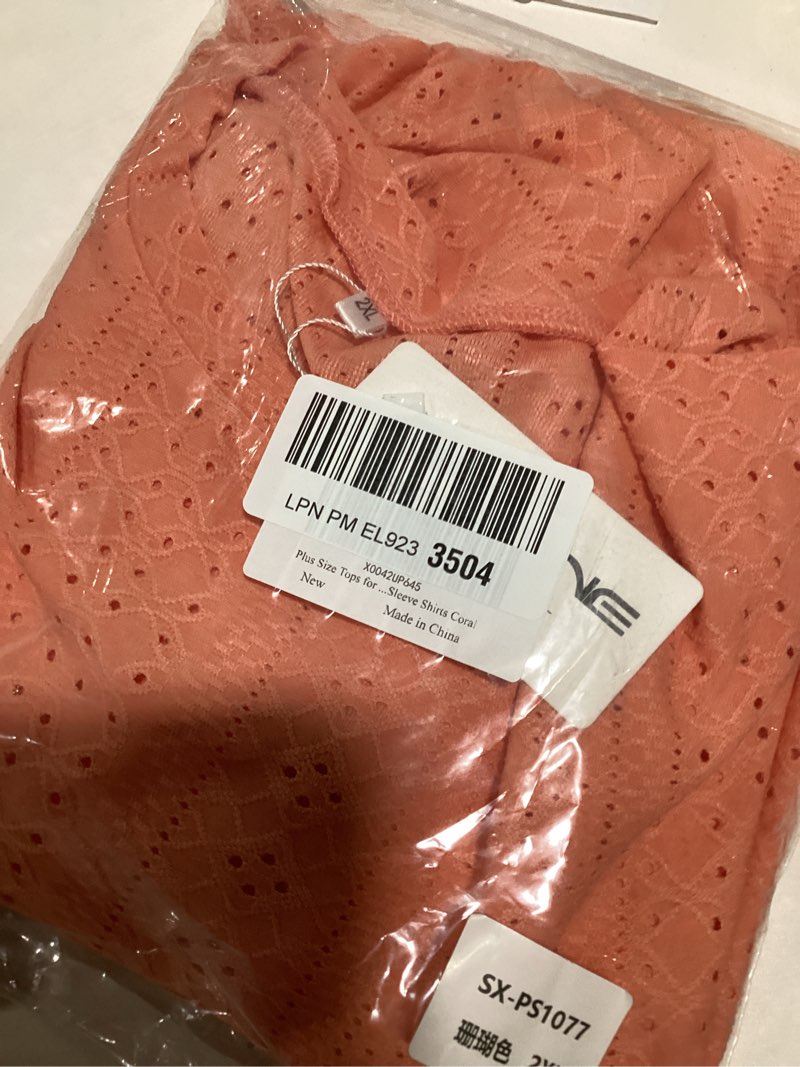 2XL
LPN PM EL923 3504
X0042UP645
Plus Size Tops for ...Sleeve Shirts Coral
New
Made in China
SX-PS1077
珊瑚色